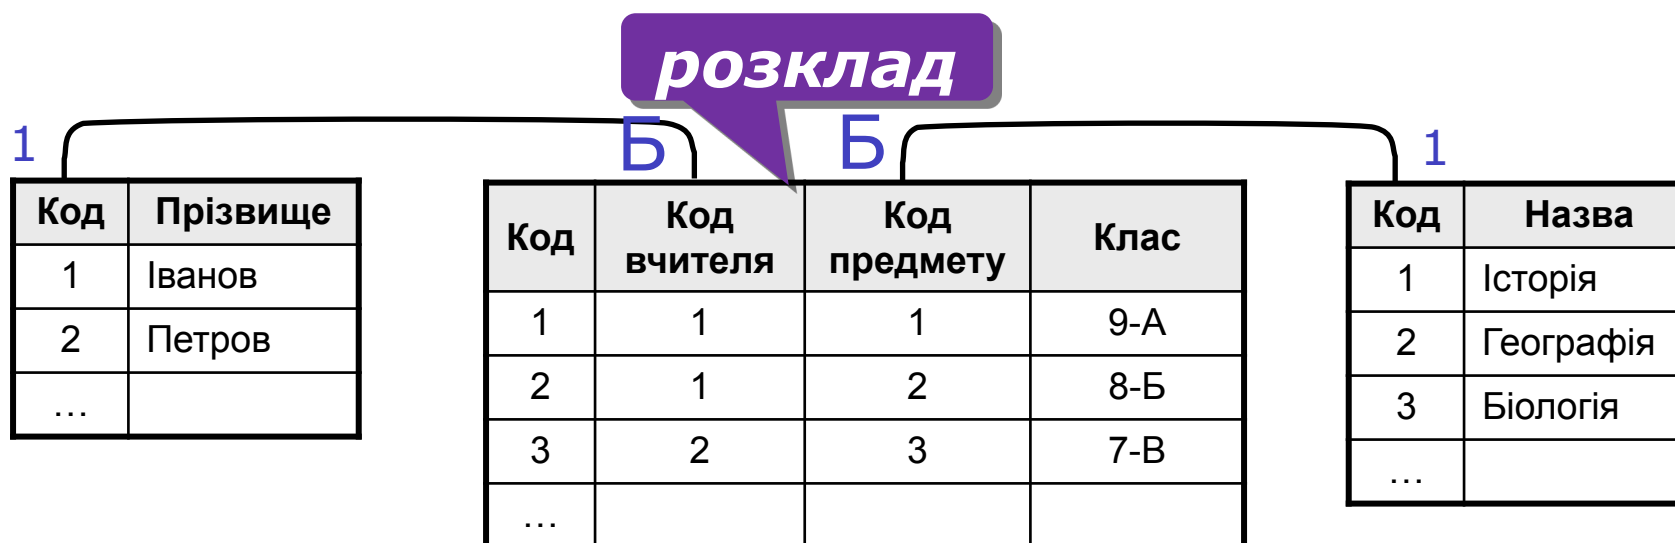 розклад
1 Б Б 1
Код Прізвище
1 Іванов
2 Петров
…
Код Код вчителя Код предмету Клас
1 1 1 9-А
2 1 2 8-Б
3 2 3 7-В
…
Код Назва
1 Історія
2 Географія
3 Біологія
…